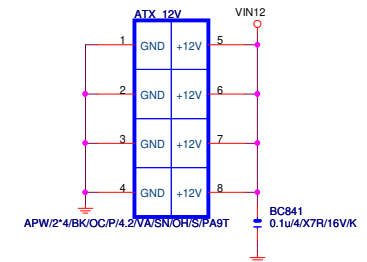 ATX_12V
VIN12
1 GND +12V 5
2 GND +12V 6
3 GND +12V 7
4 GND +12V 8
APW/2*4/BK/OC/P/4.2/VA/SN/OH/S/PA9T
BC841
0.1u/4/X7R/16V/K